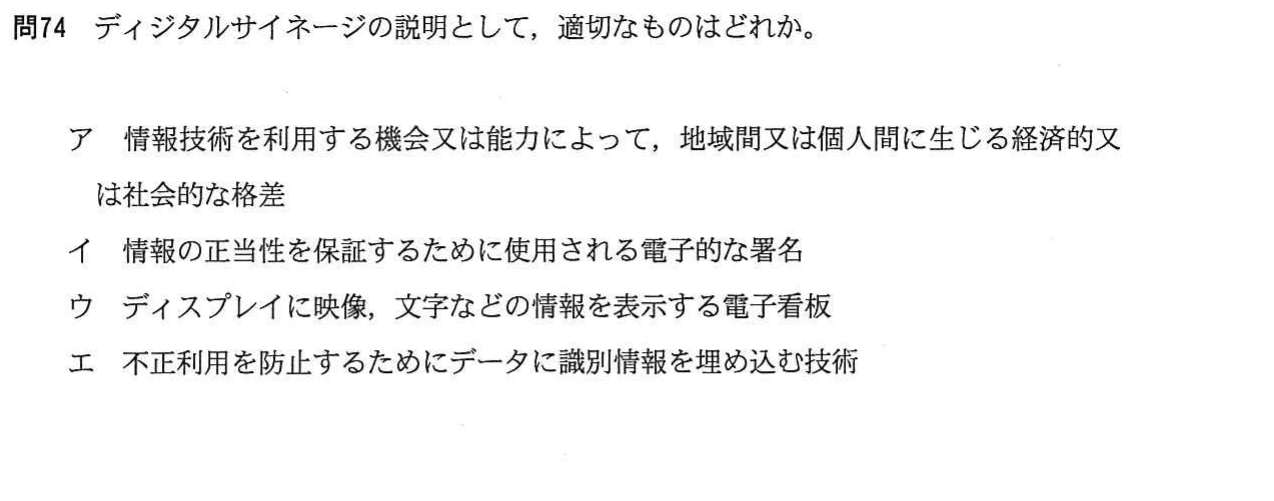 問74 ディジタルサイネージの説明として，適切なものはどれか。
ア 情報技術を利用する機会又は能力によって，地域間又は個人間に生じる経済的又
は社会的な格差
イ 情報の正当性を保証するために使用される電子的な署名
ウ ディスプレイに映像，文字などの情報を表示する電子看板
エ 不正利用を防止するためにデータに識別情報を埋め込む技術